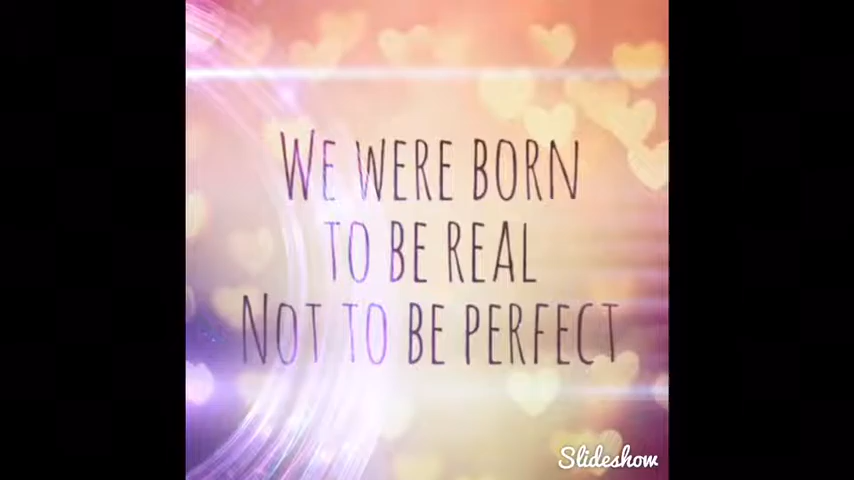 We were born
to be real
Not to be perfect
Slideshow